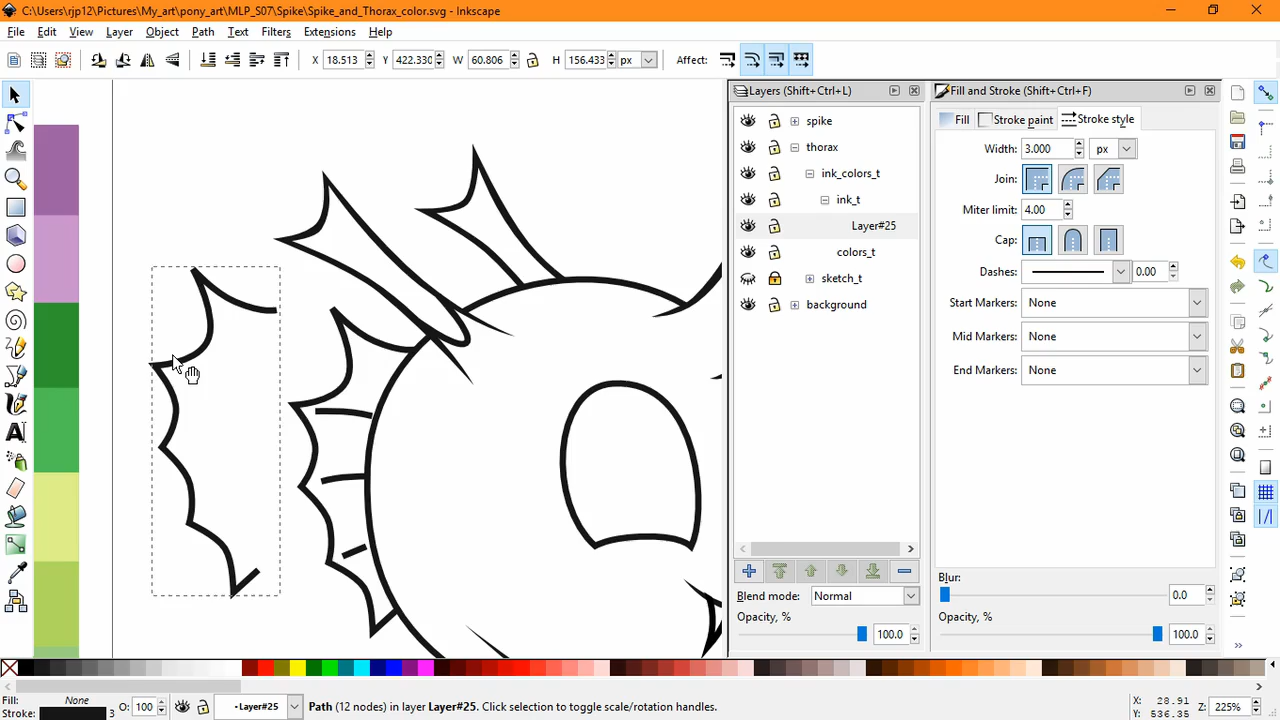 C:\Users\rjp12\Pictures\My_art\pony_art\MLP_S07\Spike\Spike_and_Thorax_color.svg - Inkscape
File Edit View Layer Object Path Text Filters Extensions Help
X 18.513 Y 422.330 W 60.806 H 156.433 px Affect:
Layers (Shift+Ctrl+L)
spike
thorax
ink_colors_t
ink_t
Layer#25
colors_t
sketch_t
background
Blend mode: Normal
Opacity, %
100.0
Fill and Stroke (Shift+Ctrl+F)
Fill Stroke paint Stroke style
Width: 3.000 px
Join:
Miter limit: 4.00
Cap:
Dashes: 0.00
Start Markers: None
Mid Markers: None
End Markers: None
Blur:
0.0
Opacity, %
100.0
Fill: None
Stroke: 3
O: 100
Layer#25
Path (12 nodes) in layer Layer#25. Click selection to toggle scale/rotation handles.
X: 28.91
Y: 536.35
Z: 225%